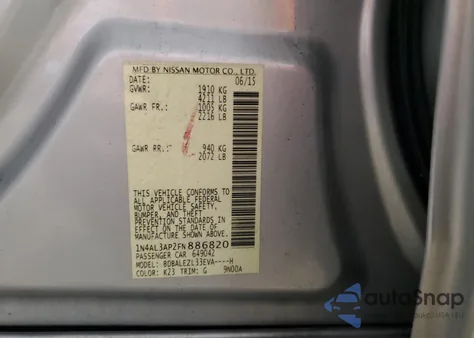 MFD BY NISSAN MOTOR CO., LTD.
DATE: 06/15
GVWR: 1910 KG
4211 LB
GAWR FR.: 1005 KG
2216 LB
GAWR RR.: 940 KG
2072 LB
THIS VEHICLE CONFORMS TO
ALL APPLICABLE FEDERAL
MOTOR VEHICLE SAFETY,
BUMPER, AND THEFT
PREVENTION STANDARDS IN
EFFECT ON THE DATE OF
MANUFACTURE SHOWN ABOVE.
1N4AL3AP2FN886820
PASSENGER CAR 649042
MODEL: BDBALEZL33EVA----H
COLOR: K23 TRIM: G 9N00A
autoSnap